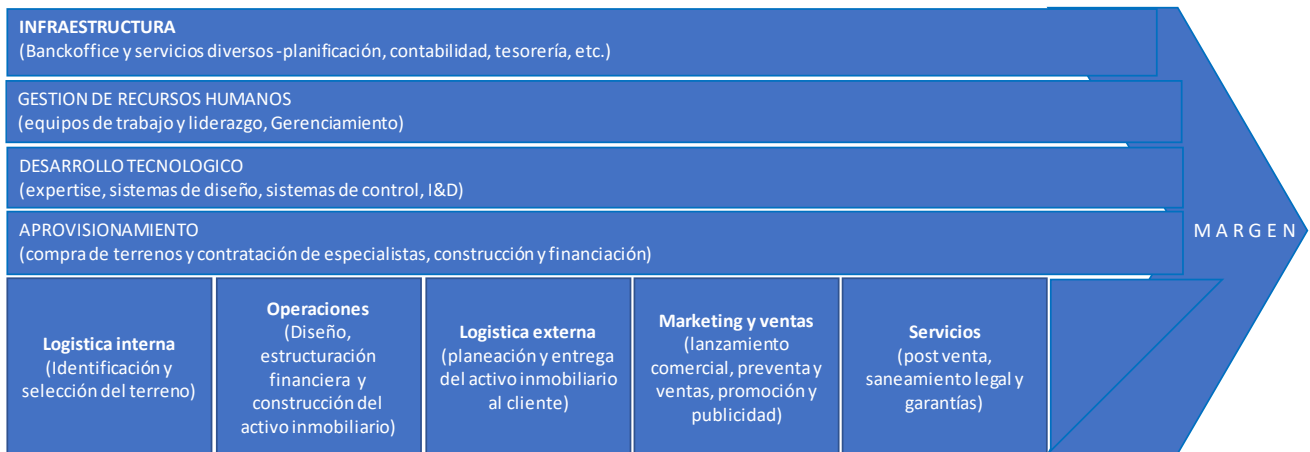 INFRAESTRUCTURA
(Banckoffice y servicios diversos -planificación, contabilidad, tesorería, etc.)
GESTION DE RECURSOS HUMANOS
(equipos de trabajo y liderazgo, Gerenciamiento)
DESARROLLO TECNOLOGICO
(expertise, sistemas de diseño, sistemas de control, I&D)
APROVISIONAMIENTO
(compra de terrenos y contratación de especialistas, construcción y financiación)
MARGEN
Logistica interna
(Identificación y
selección del terreno)
Operaciones
(Diseño,
estructuración
financiera y
construcción del
activo inmobiliario)
Logistica externa
(planeación y entrega
del activo inmobiliario
al cliente)
Marketing y ventas
(lanzamiento
comercial, preventa y
ventas, promoción y
publicidad)
Servicios
(post venta,
saneamiento legal y
garantías)